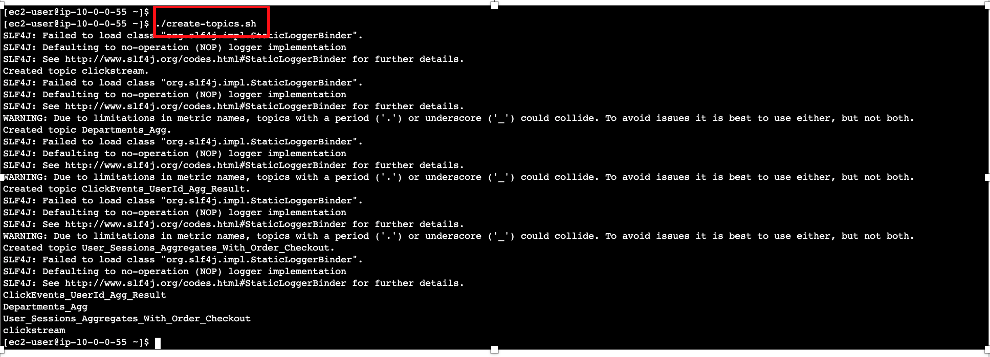 [ec2-user@ip-10-0-0-55 ~]$
[ec2-user@ip-10-0-0-55 ~]$ ./create-topics.sh
SLF4J: Failed to load class "org.slf4j.impl.StaticLoggerBinder".
SLF4J: Defaulting to no-operation (NOP) logger implementation
SLF4J: See http://www.slf4j.org/codes.html#StaticLoggerBinder for further details.
Created topic clickstream.
SLF4J: Failed to load class "org.slf4j.impl.StaticLoggerBinder".
SLF4J: Defaulting to no-operation (NOP) logger implementation
SLF4J: See http://www.slf4j.org/codes.html#StaticLoggerBinder for further details.
WARNING: Due to limitations in metric names, topics with a period ('.') or underscore ('_') could collide. To avoid issues it is best to use either, but not both.
Created topic Departments_Agg.
SLF4J: Failed to load class "org.slf4j.impl.StaticLoggerBinder".
SLF4J: Defaulting to no-operation (NOP) logger implementation
SLF4J: See http://www.slf4j.org/codes.html#StaticLoggerBinder for further details.
WARNING: Due to limitations in metric names, topics with a period ('.') or underscore ('_') could collide. To avoid issues it is best to use either, but not both.
Created topic ClickEvents_UserId_Agg_Result.
SLF4J: Failed to load class "org.slf4j.impl.StaticLoggerBinder".
SLF4J: Defaulting to no-operation (NOP) logger implementation
SLF4J: See http://www.slf4j.org/codes.html#StaticLoggerBinder for further details.
WARNING: Due to limitations in metric names, topics with a period ('.') or underscore ('_') could collide. To avoid issues it is best to use either, but not both.
Created topic User_Sessions_Aggregates_With_Order_Checkout.
SLF4J: Failed to load class "org.slf4j.impl.StaticLoggerBinder".
SLF4J: Defaulting to no-operation (NOP) logger implementation
SLF4J: See http://www.slf4j.org/codes.html#StaticLoggerBinder for further details.
ClickEvents_UserId_Agg_Result
Departments_Agg
User_Sessions_Aggregates_With_Order_Checkout
clickstream
[ec2-user@ip-10-0-0-55 ~]$